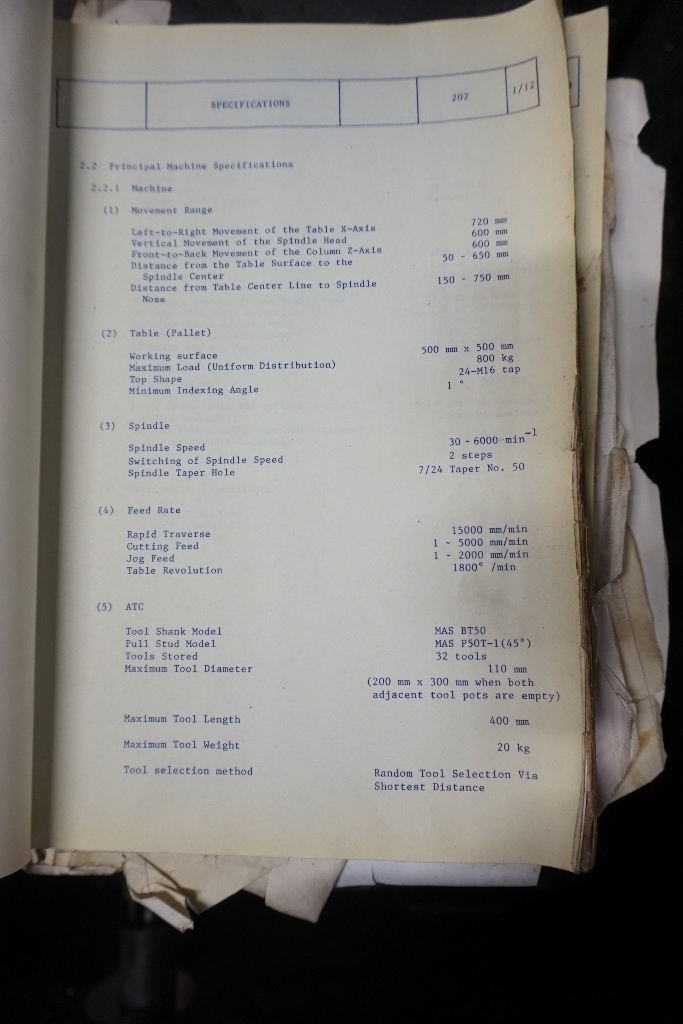 SPECIFICATIONS 202 1/12
2.2 Principal Machine Specifications
2.2.1 Machine
(1) Movement Range
Left-to-Right Movement of the Table X-Axis 720 mm
Vertical Movement of the Spindle Head 600 mm
Front-to-Back Movement of the Column Z-Axis 600 mm
Distance from the Table Surface to the 50 - 650 mm
Spindle Center
Distance from Table Center Line to Spindle 150 - 750 mm
Nose
(2) Table (Pallet)
Working surface 500 mm x 500 mm
Maximum Load (Uniform Distribution) 800 kg
Top Shape 24-M16 tap
Minimum Indexing Angle 1 °
(3) Spindle
Spindle Speed 30 - 6000 min-1
Switching of Spindle Speed 2 steps
Spindle Taper Hole 7/24 Taper No. 50
(4) Feed Rate
Rapid Traverse 15000 mm/min
Cutting Feed 1 - 5000 mm/min
Jog Feed 1 - 2000 mm/min
Table Revolution 1800° /min
(5) ATC
Tool Shank Model MAS BT50
Pull Stud Model MAS P50T-1(45°)
Tools Stored 32 tools
Maximum Tool Diameter 110 mm
(200 mm x 300 mm when both
adjacent tool pots are empty)
Maximum Tool Length 400 mm
Maximum Tool Weight 20 kg
Tool selection method Random Tool Selection Via
Shortest Distance